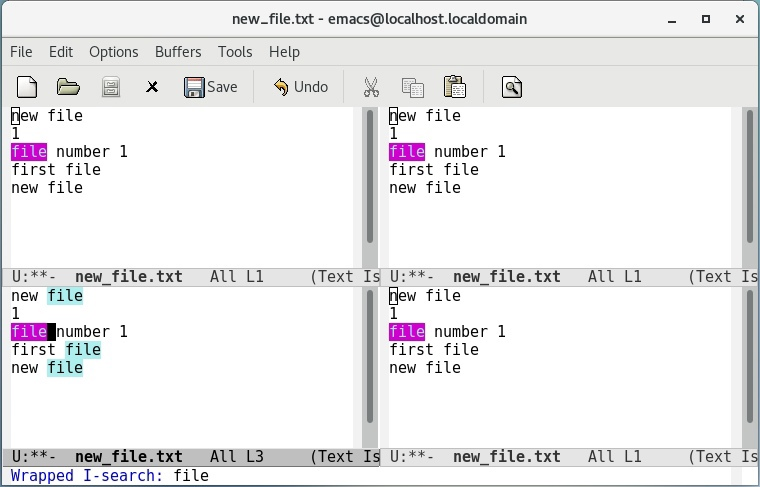 new_file.txt - emacs@localhost.localdomain
File Edit Options Buffers Tools Help
Save Undo
new file
1
file number 1
first file
new file
U:**- new_file.txt All L1 (Text Is
new file
1
file number 1
first file
new file
U:**- new_file.txt All L1 (Text Is
new file
1
file number 1
first file
new file
U:**- new_file.txt All L3 (Text Is
new file
1
file number 1
first file
new file
U:**- new_file.txt All L1 (Text Is
Wrapped I-search: file